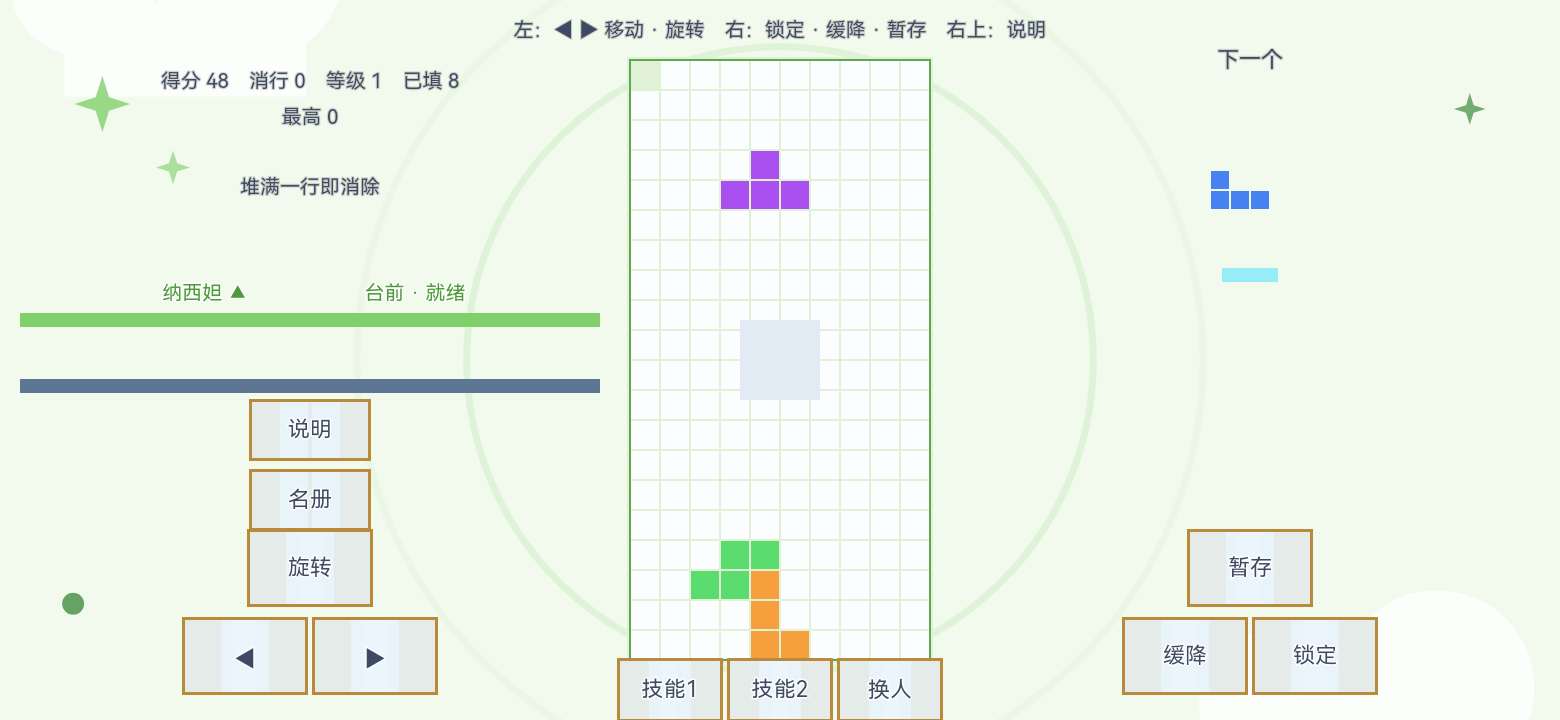 左：◀ ▶ 移动 · 旋转　右：锁定 · 缓降 · 暂存　右上：说明
得分 48　消行 0　等级 1　已填 8
最高 0
堆满一行即消除
下一个
纳西妲 ▲　台前 · 就绪
说明
名册
旋转
◀ ▶
暂存
缓降 锁定
技能1 技能2 换人